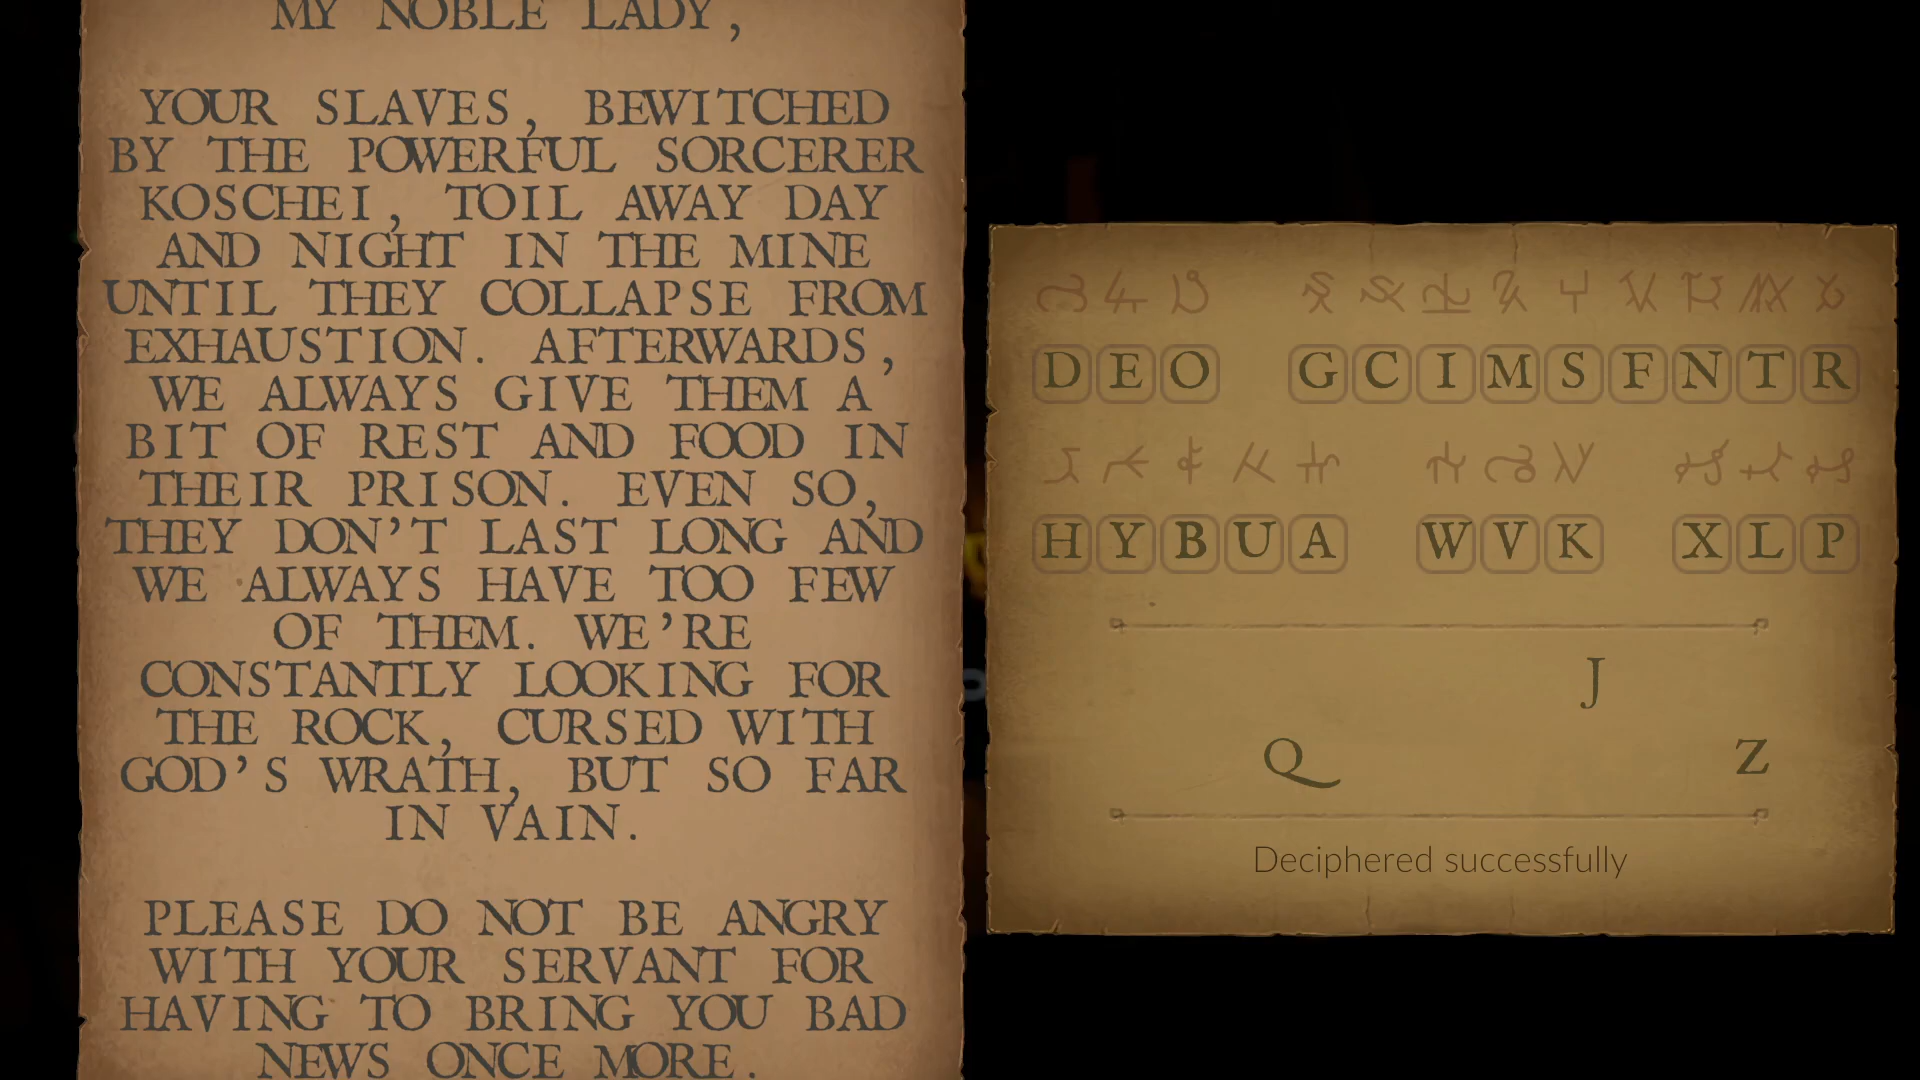 MY NOBLE LADY,
YOUR SLAVES, BEWITCHED
BY THE POWERFUL SORCERER
KOSCHEI, TOIL AWAY DAY
AND NIGHT IN THE MINE
UNTIL THEY COLLAPSE FROM
EXHAUSTION. AFTERWARDS,
WE ALWAYS GIVE THEM A
BIT OF REST AND FOOD IN
THEIR PRISON. EVEN SO,
THEY DON'T LAST LONG AND
WE ALWAYS HAVE TOO FEW
OF THEM. WE'RE
CONSTANTLY LOOKING FOR
THE ROCK, CURSED WITH
GOD'S WRATH, BUT SO FAR
IN VAIN.
PLEASE DO NOT BE ANGRY
WITH YOUR SERVANT FOR
HAVING TO BRING YOU BAD
NEWS ONCE MORE.
D E O G C I M S F N T R
H Y B U A W V K X L P
J
Q Z
Deciphered successfully